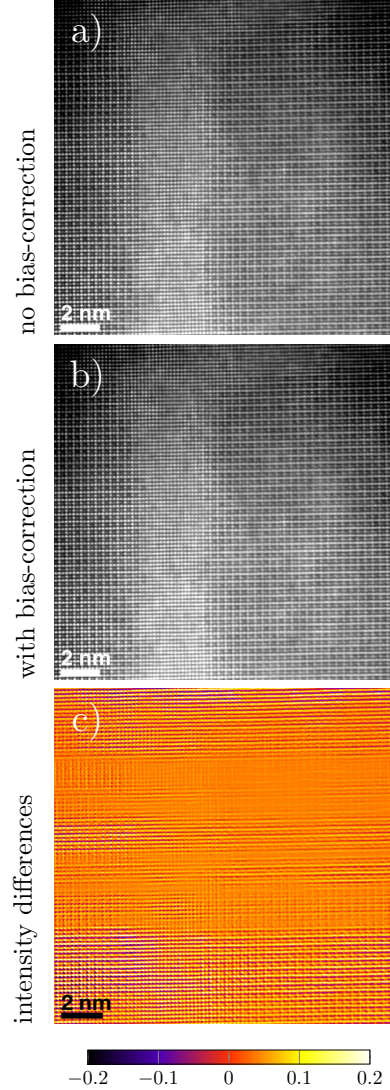 a)
no bias-correction
2 nm
b)
with bias-correction
2 nm
c)
intensity differences
2 nm
−0.2 −0.1 0 0.1 0.2